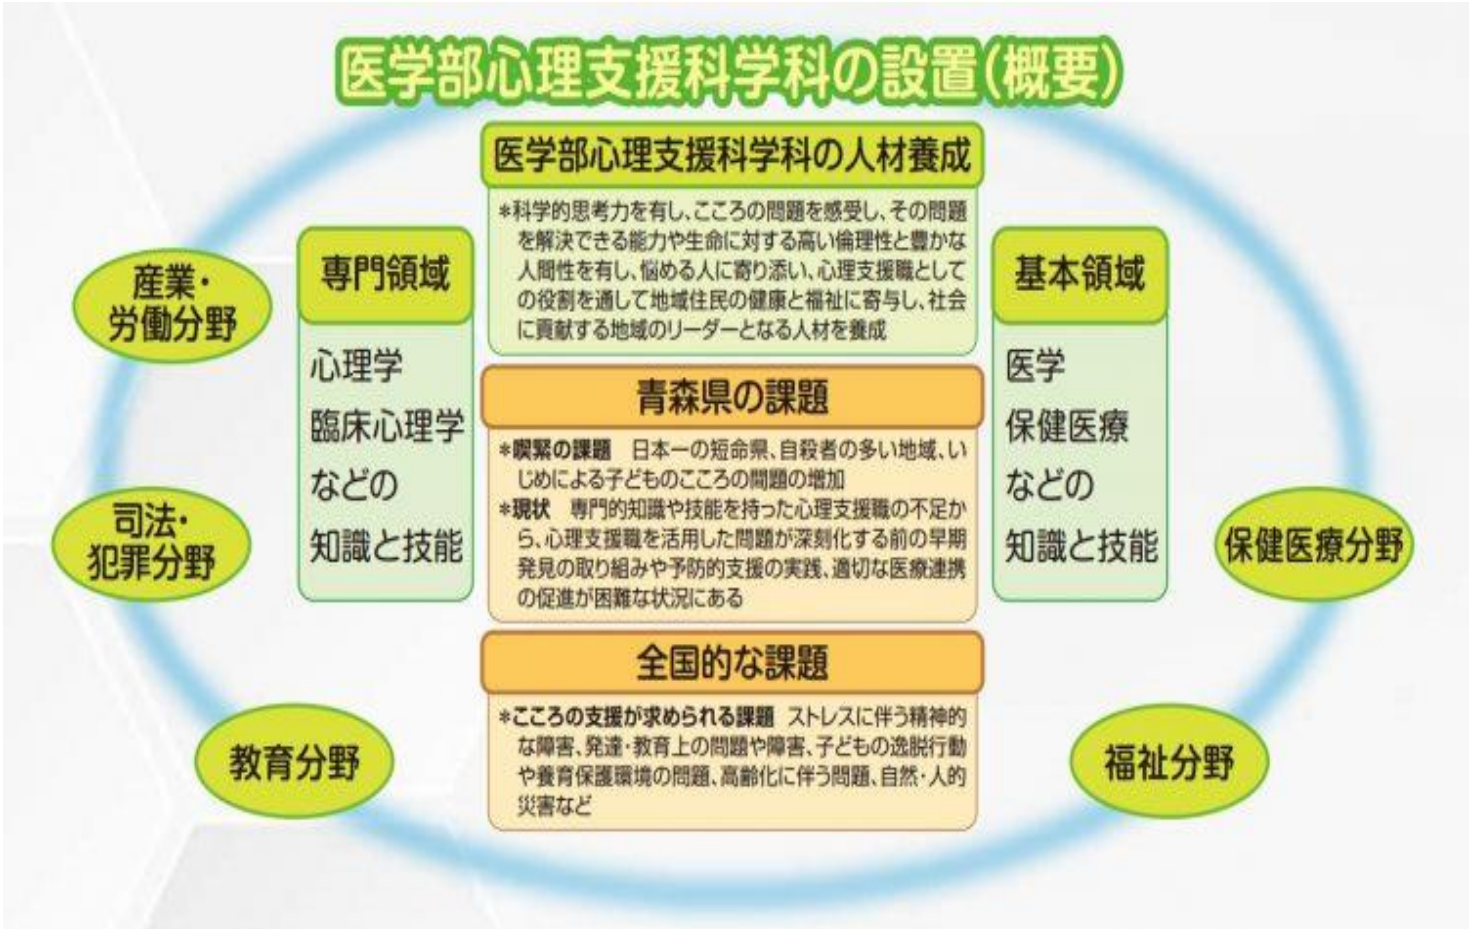 医学部心理支援科学科の設置(概要)
医学部心理支援科学科の人材養成
*科学的思考力を有し、こころの問題を感受し、その問題
を解決できる能力や生命に対する高い倫理性と豊かな
人間性を有し、悩める人に寄り添い、心理支援職として
の役割を通して地域住民の健康と福祉に寄与し、社会
に貢献する地域のリーダーとなる人材を養成
産業・
労働分野
司法・
犯罪分野
教育分野
専門領域
心理学
臨床心理学
などの
知識と技能
青森県の課題
*喫緊の課題 日本一の短命県、自殺者の多い地域、い
じめによる子どものこころの問題の増加
*現状 専門的知識や技能を持った心理支援職の不足か
ら、心理支援職を活用した問題が深刻化する前の早期
発見の取り組みや予防的支援の実践、適切な医療連携
の促進が困難な状況にある
全国的な課題
*こころの支援が求められる課題 ストレスに伴う精神的
な障害、発達・教育上の問題や障害、子どもの逸脱行動
や養育保護環境の問題、高齢化に伴う問題、自然・人的
災害など
基本領域
医学
保健医療
などの
知識と技能
保健医療分野
福祉分野